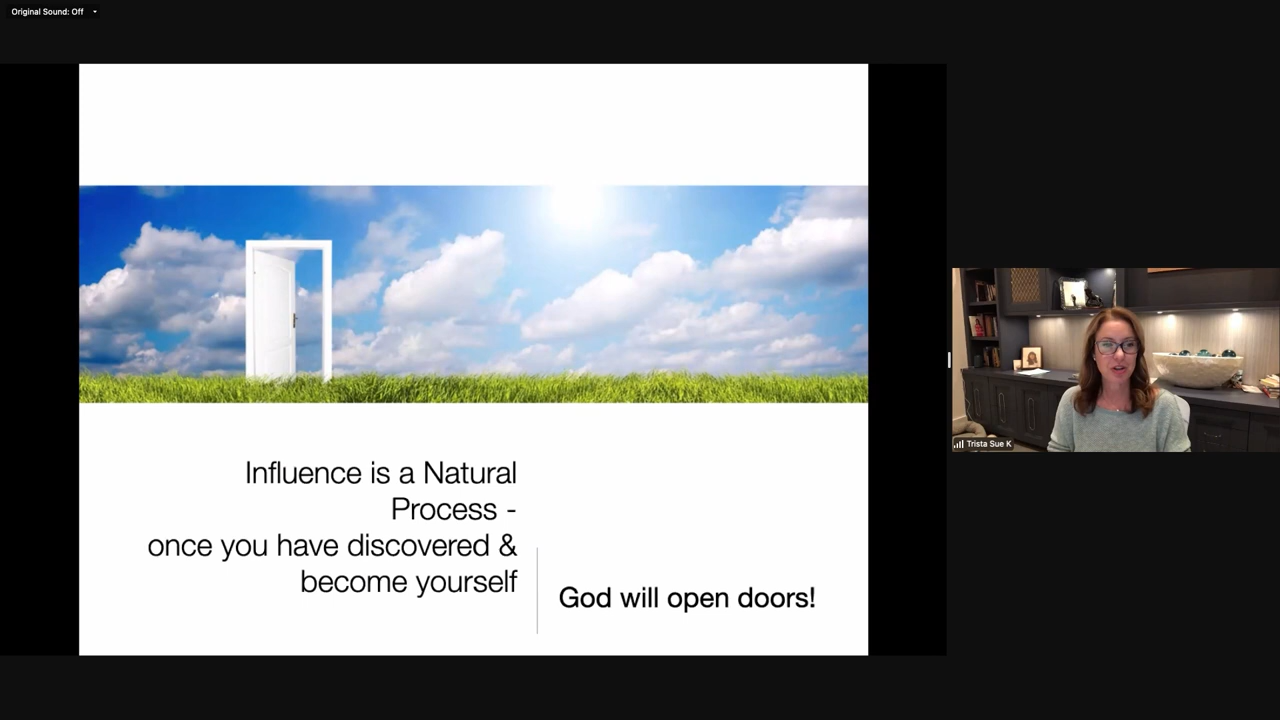 Original Sound: Off
Influence is a Natural
Process -
once you have discovered &
become yourself
God will open doors!
Trista Sue K